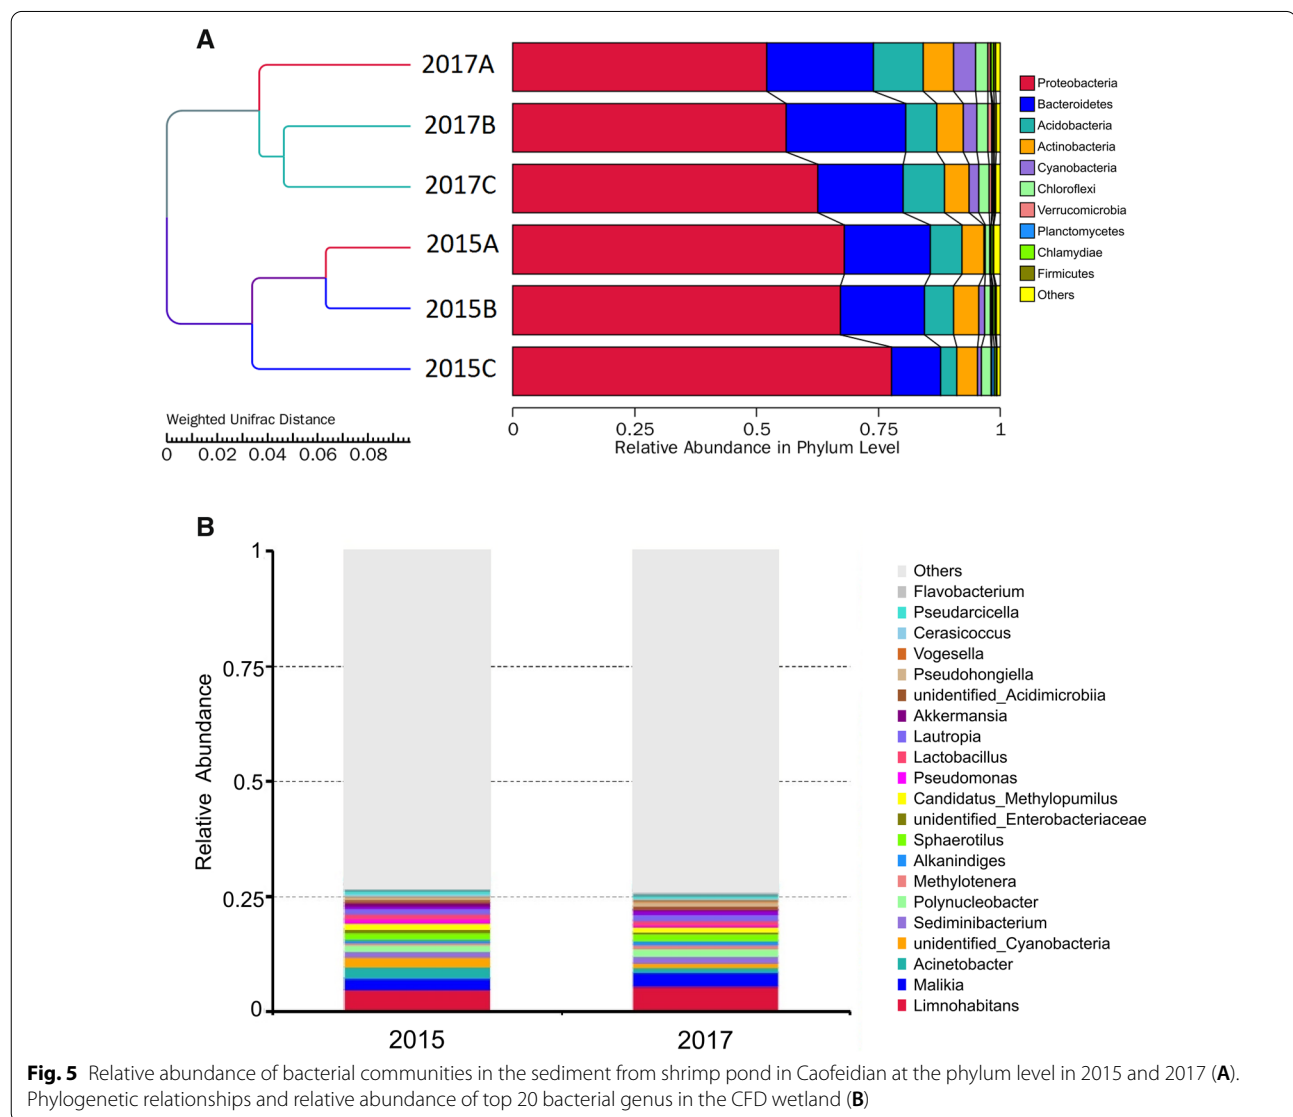 A
2017A
2017B
2017C
2015A
2015B
2015C
Proteobacteria
Bacteroidetes
Acidobacteria
Actinobacteria
Cyanobacteria
Chloroflexi
Verrucomicrobia
Planctomycetes
Chlamydiae
Firmicutes
Others
Weighted Unifrac Distance
0 0.02 0.04 0.06 0.08
0 0.25 0.5 0.75 1
Relative Abundance in Phylum Level
B
1
0.75
0.5
0.25
0
Relative Abundance
2015 2017
Others
Flavobacterium
Pseudarcicella
Cerasicoccus
Vogesella
Pseudohongiella
unidentified_Acidimicrobiia
Akkermansia
Lautropia
Lactobacillus
Pseudomonas
Candidatus_Methylopumilus
unidentified_Enterobacteriaceae
Sphaerotilus
Alkanindiges
Methylotenera
Polynucleobacter
Sediminibacterium
unidentified_Cyanobacteria
Acinetobacter
Malikia
Limnohabitans
Fig. 5 Relative abundance of bacterial communities in the sediment from shrimp pond in Caofeidian at the phylum level in 2015 and 2017 (A).
Phylogenetic relationships and relative abundance of top 20 bacterial genus in the CFD wetland (B)